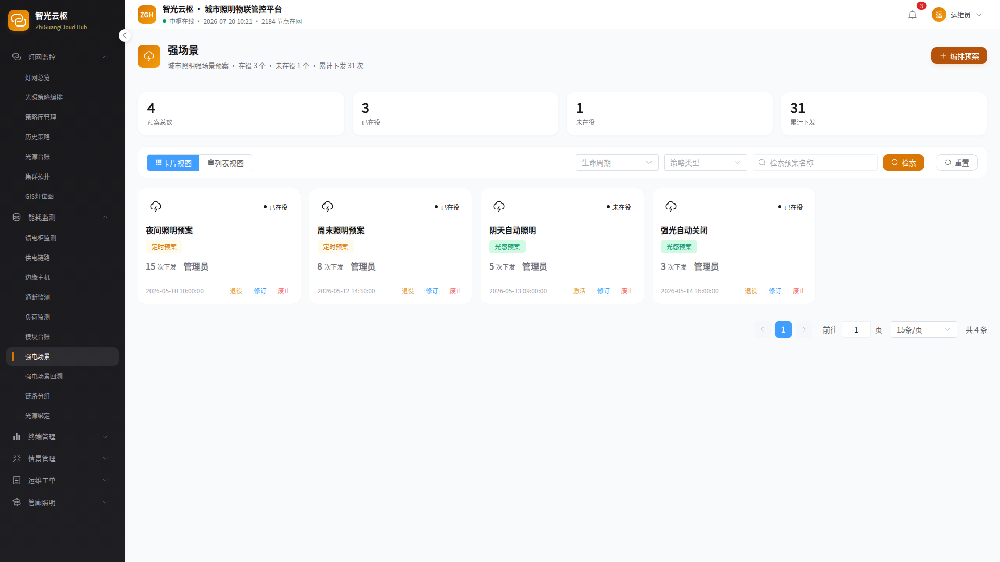 智光云枢
ZhiGuangCloud Hub
灯网监控
灯网总览
光照策略编排
策略库管理
历史策略
光源台账
集群拓扑
GIS灯位图
能耗监测
馈电柜监测
供电链路
边缘主机
通断监测
负荷监测
模块台账
强电场景
强电场景回溯
链路分组
光源绑定
终端管理
情景管理
运维工单
管廊照明
ZGH
智光云枢 • 城市照明物联管控平台
中枢在线 • 2026-07-20 10:21 • 2184 节点在网
3
运 运维员
强场景
城市照明强场景预案 • 在役 3 个 • 未在役 1 个 • 累计下发 31 次
编排预案
4
预案总数
3
已在役
1
未在役
31
累计下发
卡片视图 列表视图
生命周期 策略类型 检索预案名称 检索 重置
已在役
夜间照明预案
定时预案
15 次下发 管理员
2026-05-10 10:00:00 退役 修订 废止
已在役
周末照明预案
定时预案
8 次下发 管理员
2026-05-12 14:30:00 退役 修订 废止
未在役
阴天自动照明
光感预案
5 次下发 管理员
2026-05-13 09:00:00 激活 修订 废止
已在役
强光自动关闭
光感预案
3 次下发 管理员
2026-05-14 16:00:00 退役 修订 废止
1 前往 1 页 15条/页 共 4 条